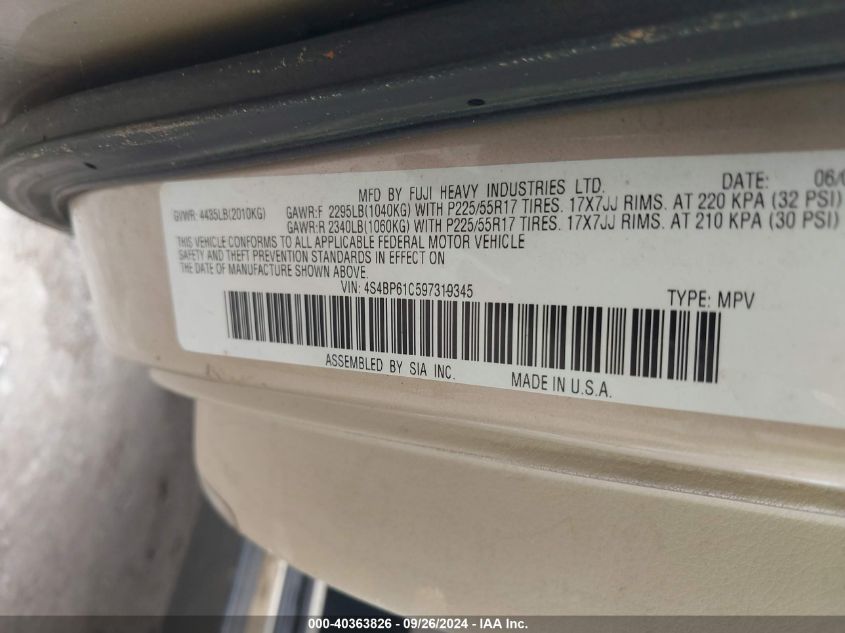 MFD BY FUJI HEAVY INDUSTRIES LTD. DATE: 06/0
GVWR: 4435LB(2010KG) GAWR:F 2295LB(1040KG) WITH P225/55R17 TIRES. 17X7JJ RIMS. AT 220 KPA (32 PSI)
GAWR:R 2340LB(1060KG) WITH P225/55R17 TIRES. 17X7JJ RIMS. AT 210 KPA (30 PSI)
THIS VEHICLE CONFORMS TO ALL APPLICABLE FEDERAL MOTOR VEHICLE
SAFETY AND THEFT PREVENTION STANDARDS IN EFFECT ON
THE DATE OF MANUFACTURE SHOWN ABOVE.
VIN: 4S4BP61C597319345 TYPE: MPV
ASSEMBLED BY SIA INC. MADE IN U.S.A.
000-40363826 - 09/26/2024 - IAA Inc.